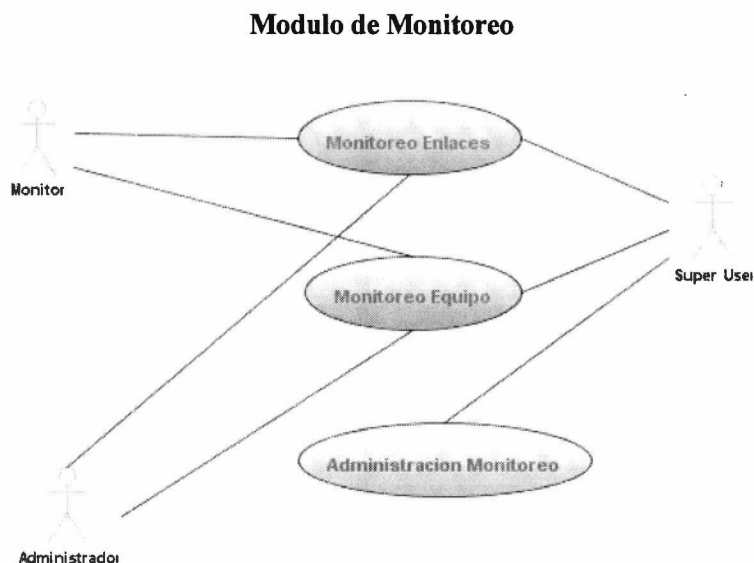 Modulo de Monitoreo
Monitoreo Enlaces
Monitor
Super User
Monitoreo Equipo
Administracion Monitoreo
Administrador